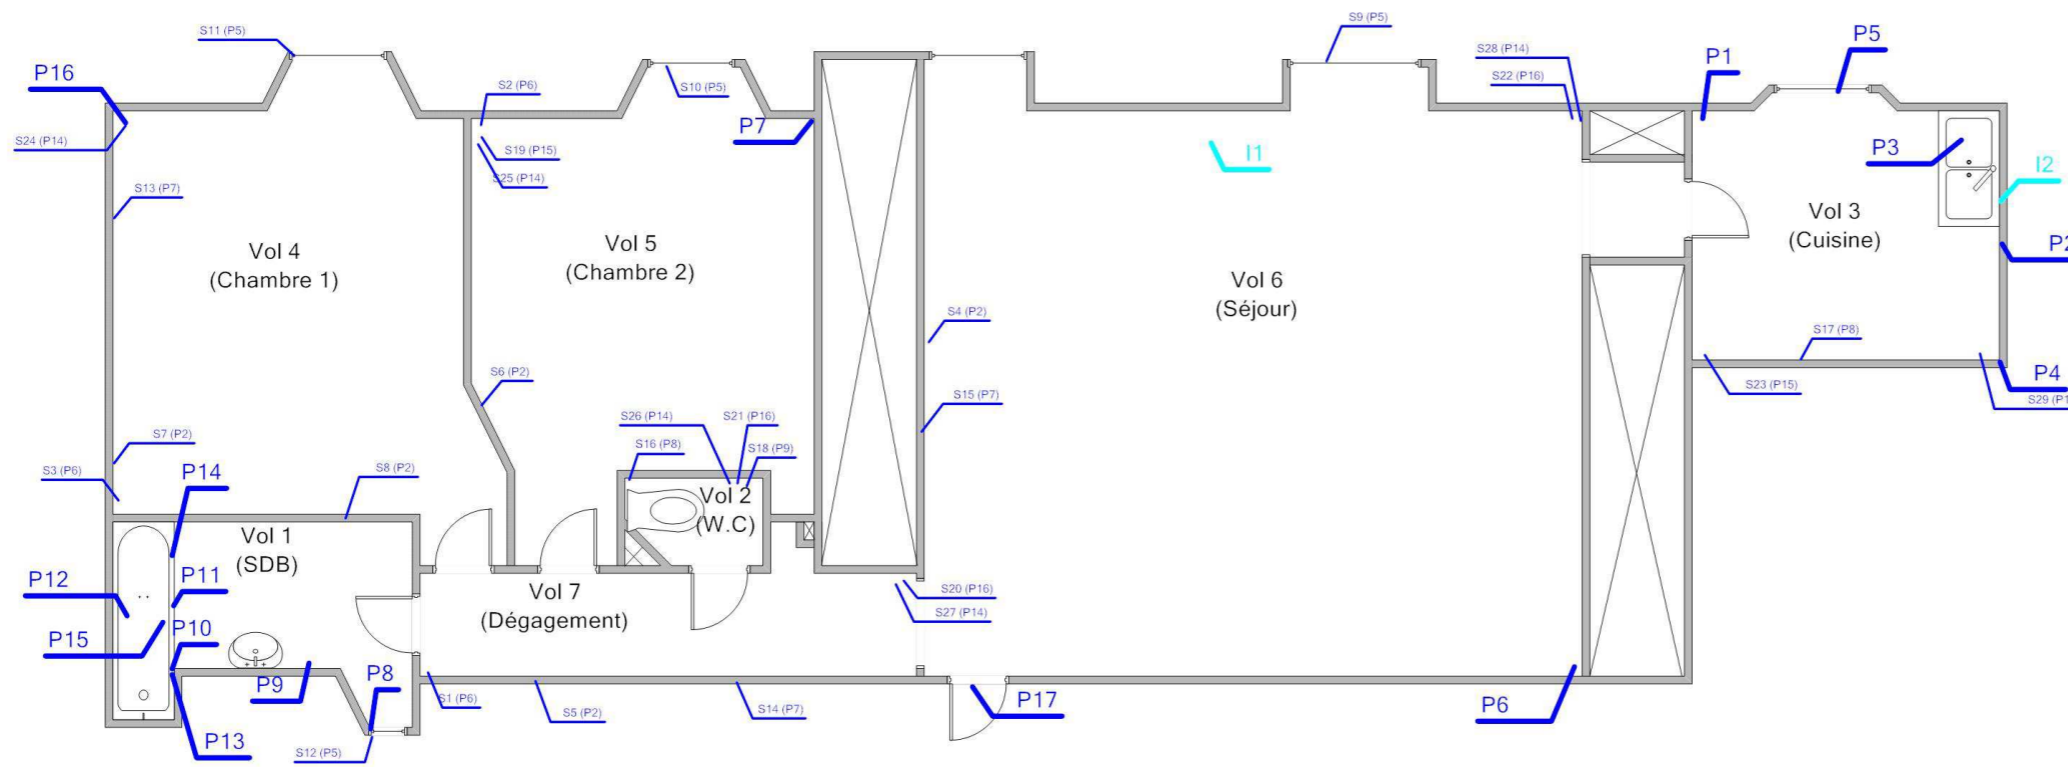 S9 (P5)
S11 (P5)
P5
S28 (P14)
P1
P16
S2 (P6)
S10 (P5)
S22 (P16)
P7
S24 (P14)
S19 (P15)
I1
P3
I2
S25 (P14)
S13 (P7)
Vol 3
(Cuisine)
Vol 4
(Chambre 1)
Vol 5
(Chambre 2)
P2
Vol 6
(Séjour)
S4 (P2)
S17 (P8)
S6 (P2)
P4
S23 (P15)
S15 (P7)
S29 (P1
S26 (P14)
S21 (P16)
S7 (P2)
S16 (P8)
S18 (P9)
S3 (P6)
P14
S8 (P2)
Vol 2
(W.C)
Vol 1
(SDB)
P12
P11
Vol 7
(Dégagement)
S20 (P16)
S27 (P14)
P15
P10
P9
P8
S1 (P6)
S5 (P2)
S14 (P7)
P17
P6
P13
S12 (P5)